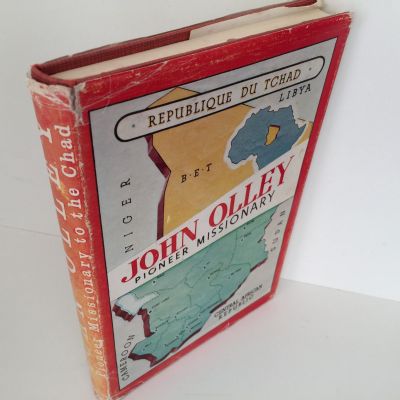 REPUBLIQUE DU TCHAD
LIBYA
NIGER
B·E·T
JOHN OLLEY
PIONEER MISSIONARY
SUDAN
CAMEROON
CENTRAL AFRICAN
REPUBLIC
OLLEY
Pioneer Missionary to the Chad